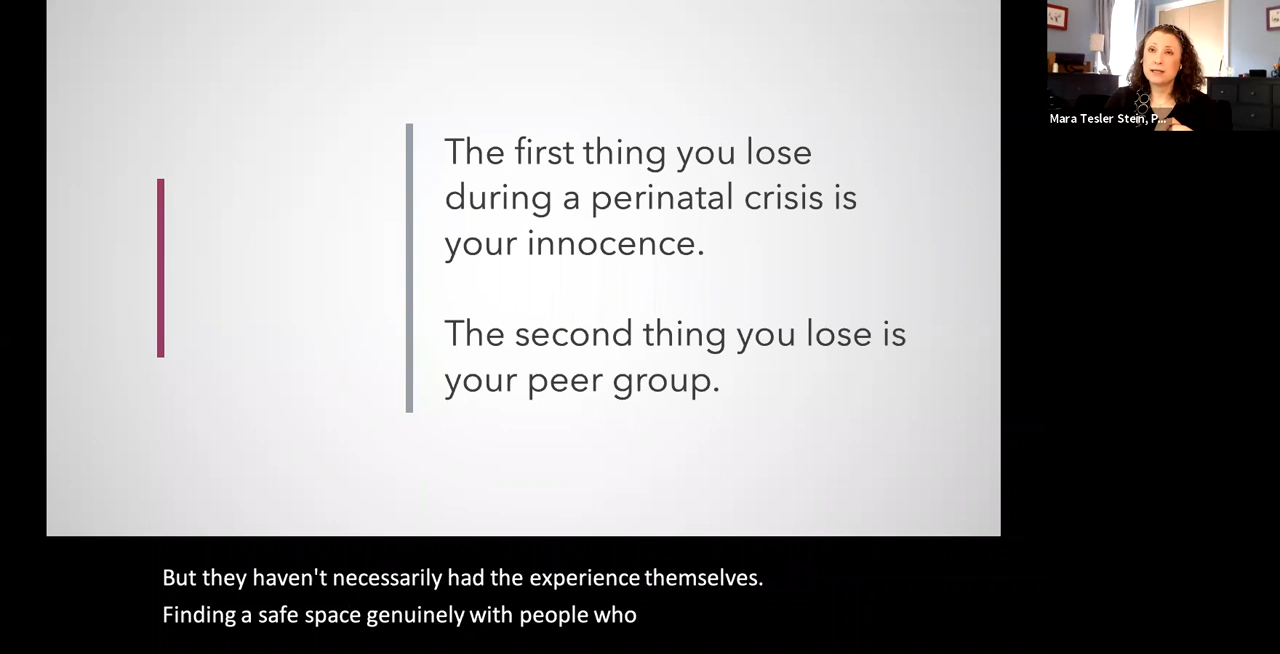 The first thing you lose
during a perinatal crisis is
your innocence.
The second thing you lose is
your peer group.
Mara Tesler Stein, P...
But they haven't necessarily had the experience themselves.
Finding a safe space genuinely with people who